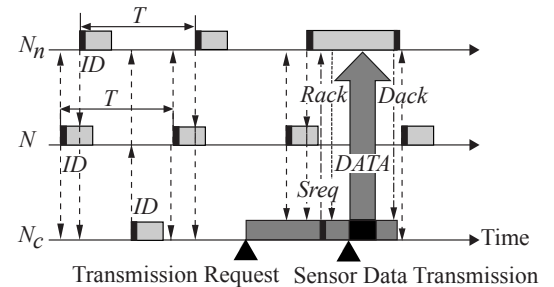 T
N_n
ID
T
Rack
Dack
N
ID
DATA
Sreq
ID
N_c
Time
Transmission Request
Sensor Data Transmission